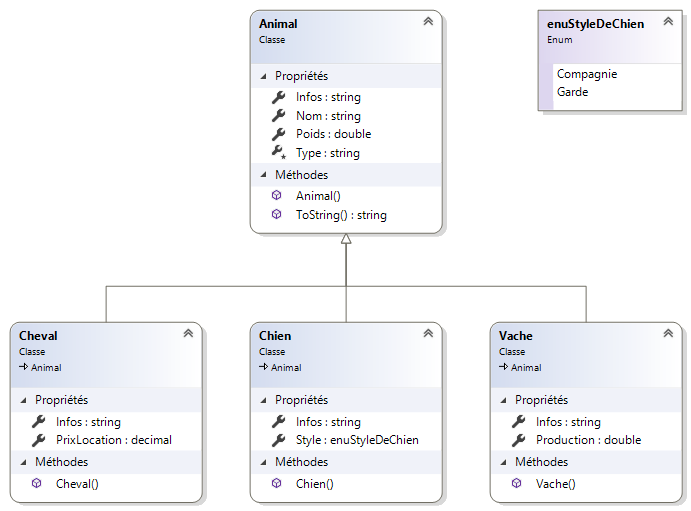 Animal
Classe
Propriétés
Infos : string
Nom : string
Poids : double
Type : string
Méthodes
Animal()
ToString() : string
enuStyleDeChien
Enum
Compagnie
Garde
Cheval
Classe
Animal
Propriétés
Infos : string
PrixLocation : decimal
Méthodes
Cheval()
Chien
Classe
Animal
Propriétés
Infos : string
Style : enuStyleDeChien
Méthodes
Chien()
Vache
Classe
Animal
Propriétés
Infos : string
Production : double
Méthodes
Vache()